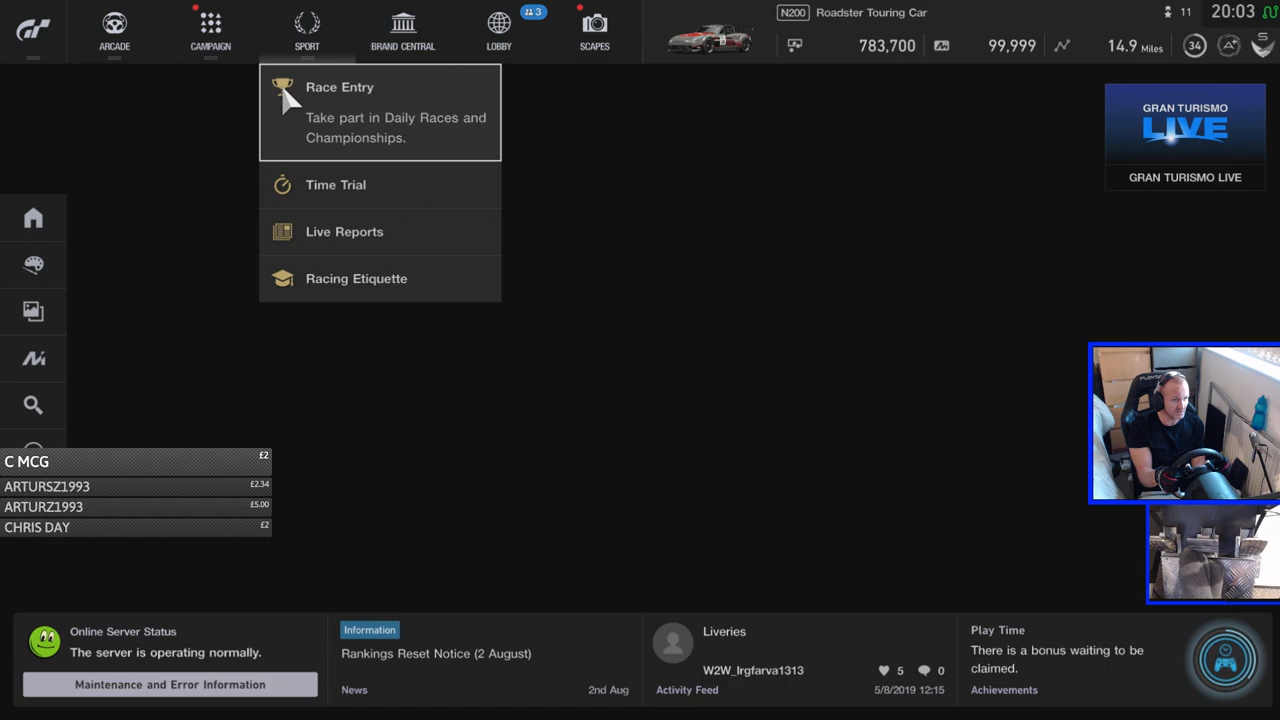 ARCADE
CAMPAIGN
SPORT
BRAND CENTRAL
LOBBY
3
SCAPES
N200 Roadster Touring Car
11
20:03
783,700
99,999
14.9 Miles
34
A+
S
Race Entry
Take part in Daily Races and
Championships.
Time Trial
Live Reports
Racing Etiquette
GRAN TURISMO
LIVE
GRAN TURISMO LIVE
C MCG £2
ARTURSZ1993 £2.34
ARTURZ1993 £5.00
CHRIS DAY £2
Online Server Status
The server is operating normally.
Maintenance and Error Information
Information
Rankings Reset Notice (2 August)
News 2nd Aug
Liveries
W2W_Irgfarva1313 5 0
Activity Feed 5/8/2019 12:15
Play Time
There is a bonus waiting to be
claimed.
Achievements